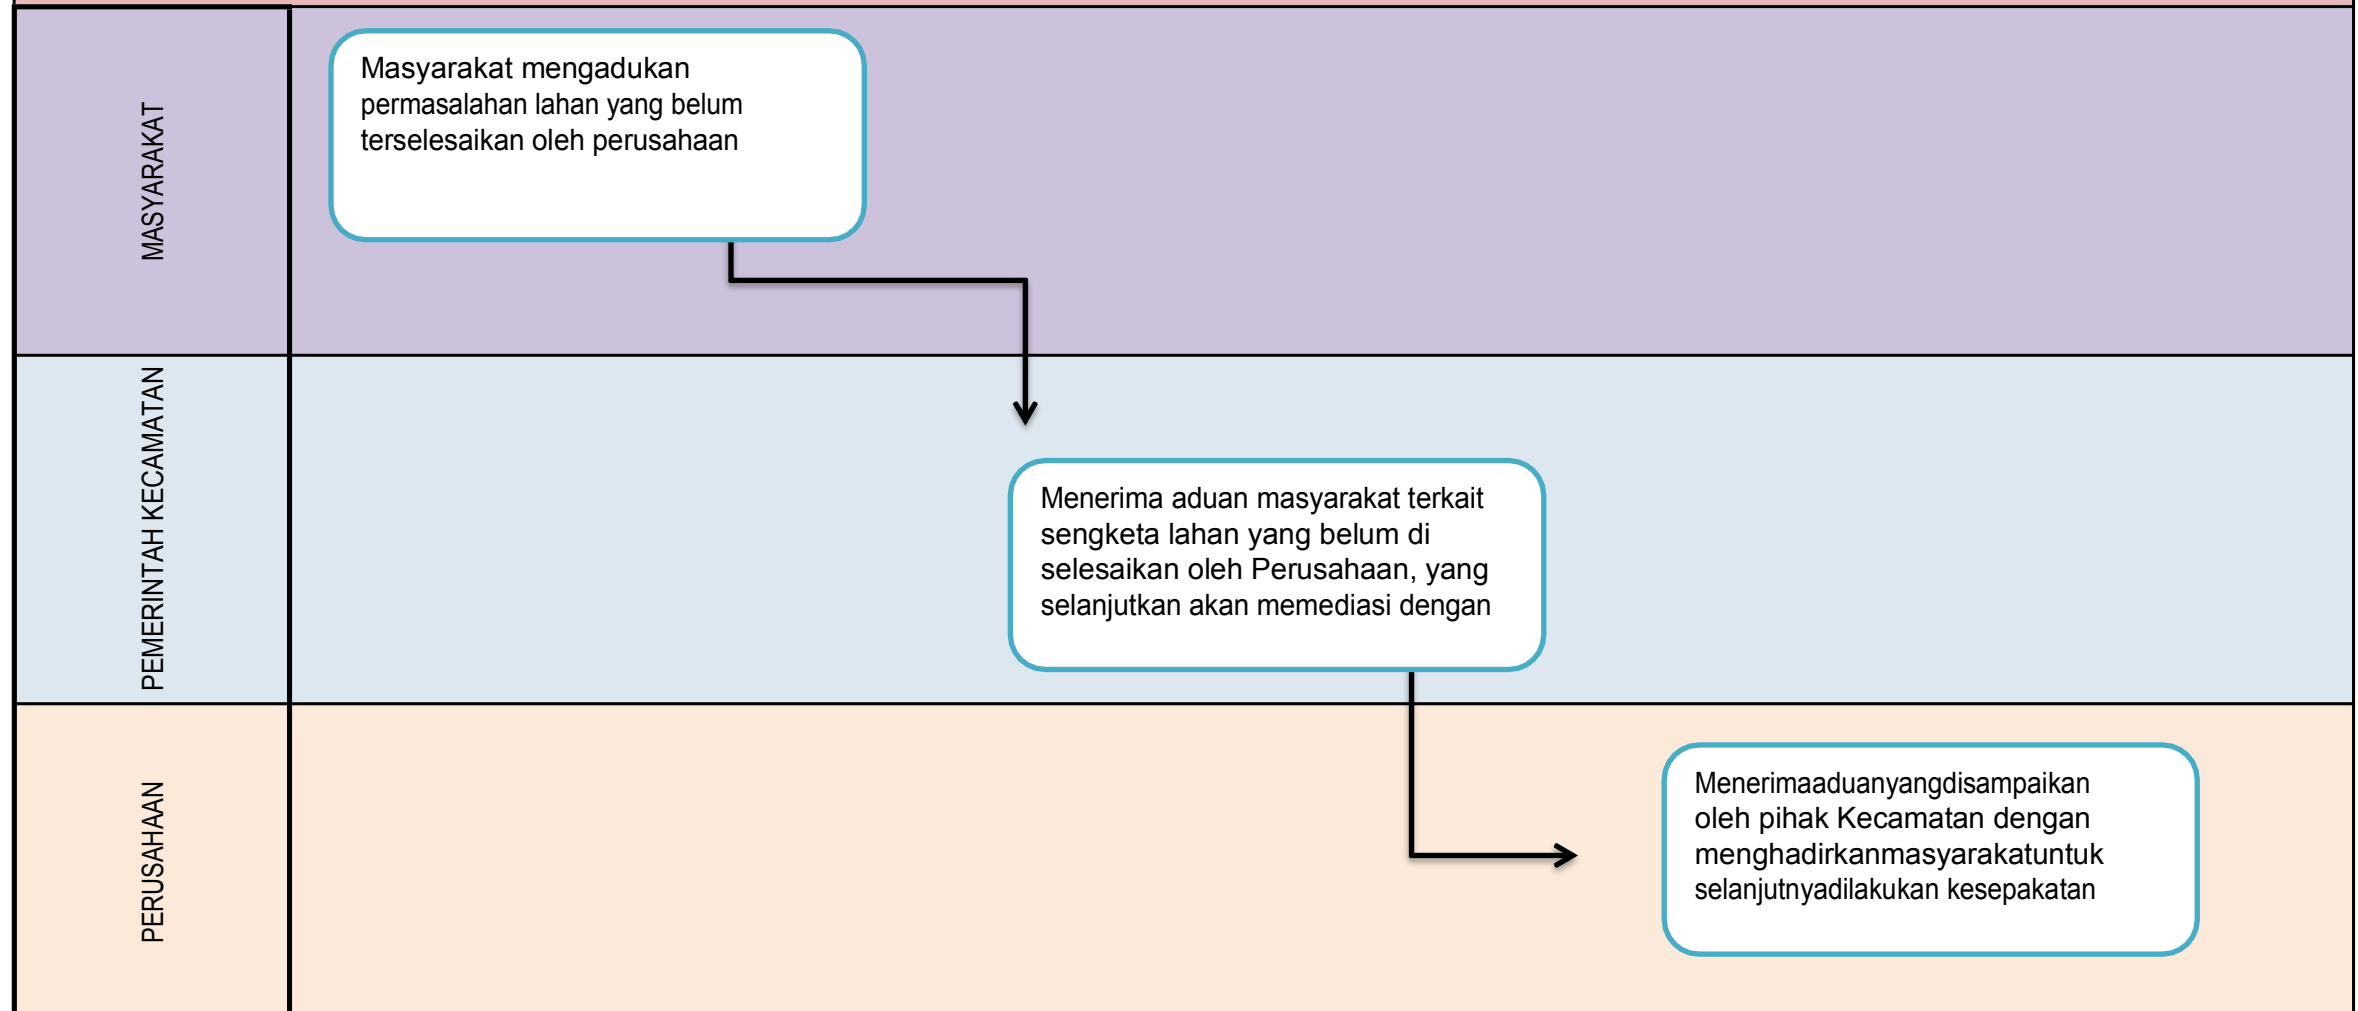 MASYARAKAT
Masyarakat mengadukan
permasalahan lahan yang belum
terselesaikan oleh perusahaan
PEMERINTAH KECAMATAN
Menerima aduan masyarakat terkait
sengketa lahan yang belum di
selesaikan oleh Perusahaan, yang
selanjutkan akan memediasi dengan
PERUSAHAAN
Menerimaaduanyangdisampaikan
oleh pihak Kecamatan dengan
menghadirkanmasyarakatuntuk
selanjutnyadilakukan kesepakatan